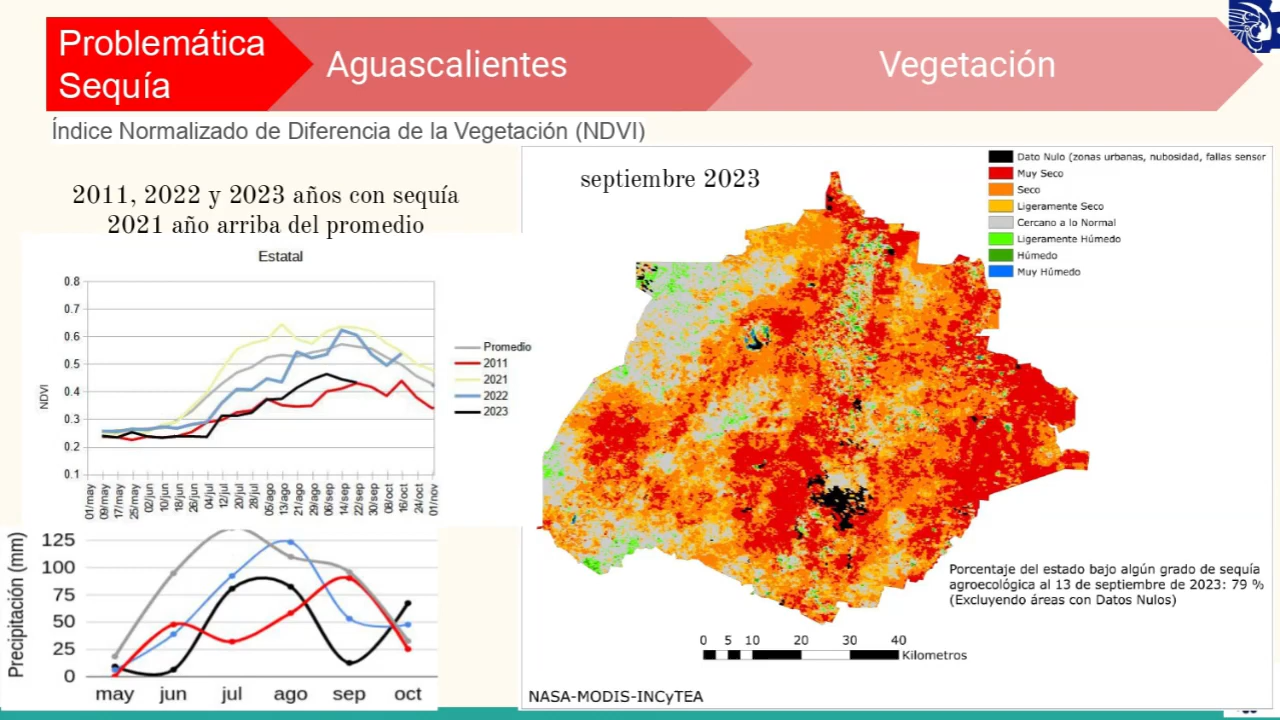 Problemática
Sequía
Aguascalientes
Vegetación
Índice Normalizado de Diferencia de la Vegetación (NDVI)
2011, 2022 y 2023 años con sequía
2021 año arriba del promedio
Estatal
0.8
0.7
0.6
0.5
0.4
0.3
0.2
0.1
NDVI
01/may
09/may
17/may
25/may
02/jun
10/jun
18/jun
26/jun
04/jul
12/jul
20/jul
28/jul
05/ago
13/ago
21/ago
29/ago
06/sep
14/sep
22/sep
30/sep
08/oct
16/oct
24/oct
01/nov
Promedio
2011
2021
2022
2023
Precipitación (mm)
125
100
75
50
25
0
may jun jul ago sep oct
septiembre 2023
Dato Nulo (zonas urbanas, nubosidad, fallas sensor
Muy Seco
Seco
Ligeramente Seco
Cercano a lo Normal
Ligeramente Húmedo
Húmedo
Muy Húmedo
Porcentaje del estado bajo algún grado de sequía
agroecológica al 13 de septiembre de 2023: 79 %
(Excluyendo áreas con Datos Nulos)
0 5 10 20 30 40
Kilometros
NASA-MODIS-INCyTEA